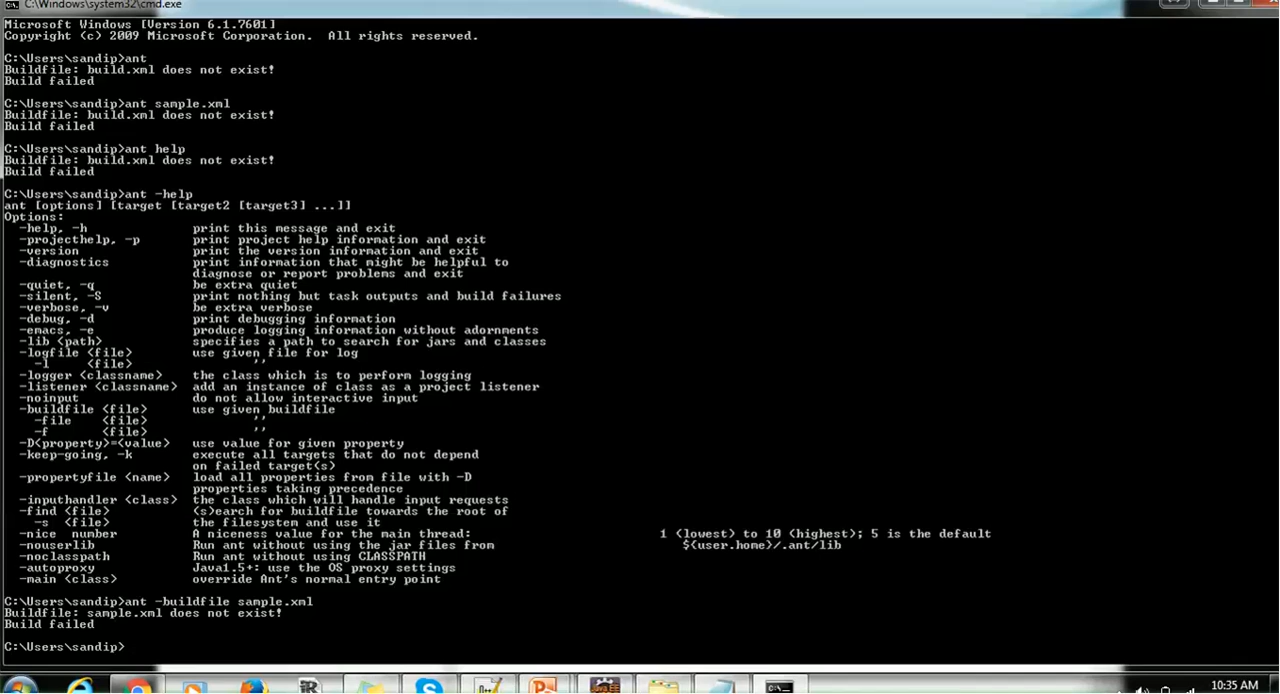 C:\Windows\system32\cmd.exe
Microsoft Windows [Version 6.1.7601]
Copyright (c) 2009 Microsoft Corporation.  All rights reserved.
C:\Users\sandip>ant
Buildfile: build.xml does not exist!
Build failed
C:\Users\sandip>ant sample.xml
Buildfile: build.xml does not exist!
Build failed
C:\Users\sandip>ant help
Buildfile: build.xml does not exist!
Build failed
C:\Users\sandip>ant -help
ant [options] [target [target2 [target3] ...]]
Options:
  -help, -h              print this message and exit
  -projecthelp, -p       print project help information and exit
  -version               print the version information and exit
  -diagnostics           print information that might be helpful to
                         diagnose or report problems and exit
  -quiet, -q             be extra quiet
  -silent, -S            print nothing but task outputs and build failures
  -verbose, -v           be extra verbose
  -debug, -d             print debugging information
  -emacs, -e             produce logging information without adornments
  -lib <path>            specifies a path to search for jars and classes
  -logfile <file>        use given file for log
    -l     <file>                ''
  -logger <classname>    the class which is to perform logging
  -listener <classname>  add an instance of class as a project listener
  -noinput               do not allow interactive input
  -buildfile <file>      use given buildfile
    -file    <file>              ''
    -f       <file>              ''
  -D<property>=<value>   use value for given property
  -keep-going, -k        execute all targets that do not depend
                         on failed target(s)
  -propertyfile <name>   load all properties from file with -D
                         properties taking precedence
  -inputhandler <class>  the class which will handle input requests
  -find <file>           (s)earch for buildfile towards the root of
    -s  <file>           the filesystem and use it
  -nice  number          A niceness value for the main thread:                         1 (lowest) to 10 (highest); 5 is the default
  -nouserlib             Run ant without using the jar files from                         ${user.home}/.ant/lib
  -noclasspath           Run ant without using CLASSPATH
  -autoproxy             Java1.5+: use the OS proxy settings
  -main <class>          override Ant's normal entry point
C:\Users\sandip>ant -buildfile sample.xml
Buildfile: sample.xml does not exist!
Build failed
C:\Users\sandip>
10:35 AM